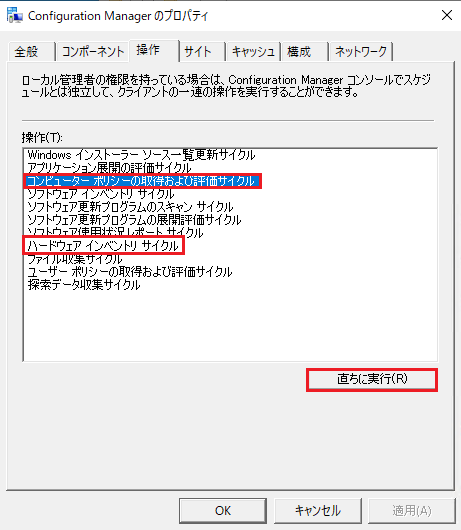 Configuration Manager のプロパティ
全般 コンポーネント 操作 サイト キャッシュ 構成 ネットワーク
ローカル管理者の権限を持っている場合は、Configuration Manager コンソールでスケジ
ュールとは独立して、クライアントの一連の操作を実行することができます。
操作(T):
Windows インストーラー ソース一覧更新サイクル
アプリケーション展開の評価サイクル
コンピューター ポリシーの取得および評価サイクル
ソフトウェア インベントリ サイクル
ソフトウェア更新プログラムのスキャン サイクル
ソフトウェア更新プログラムの展開評価サイクル
ソフトウェア使用状況レポート サイクル
ハードウェア インベントリ サイクル
ファイル収集サイクル
ユーザー ポリシーの取得および評価サイクル
探索データ収集サイクル
直ちに実行(R)
OK キャンセル 適用(A)